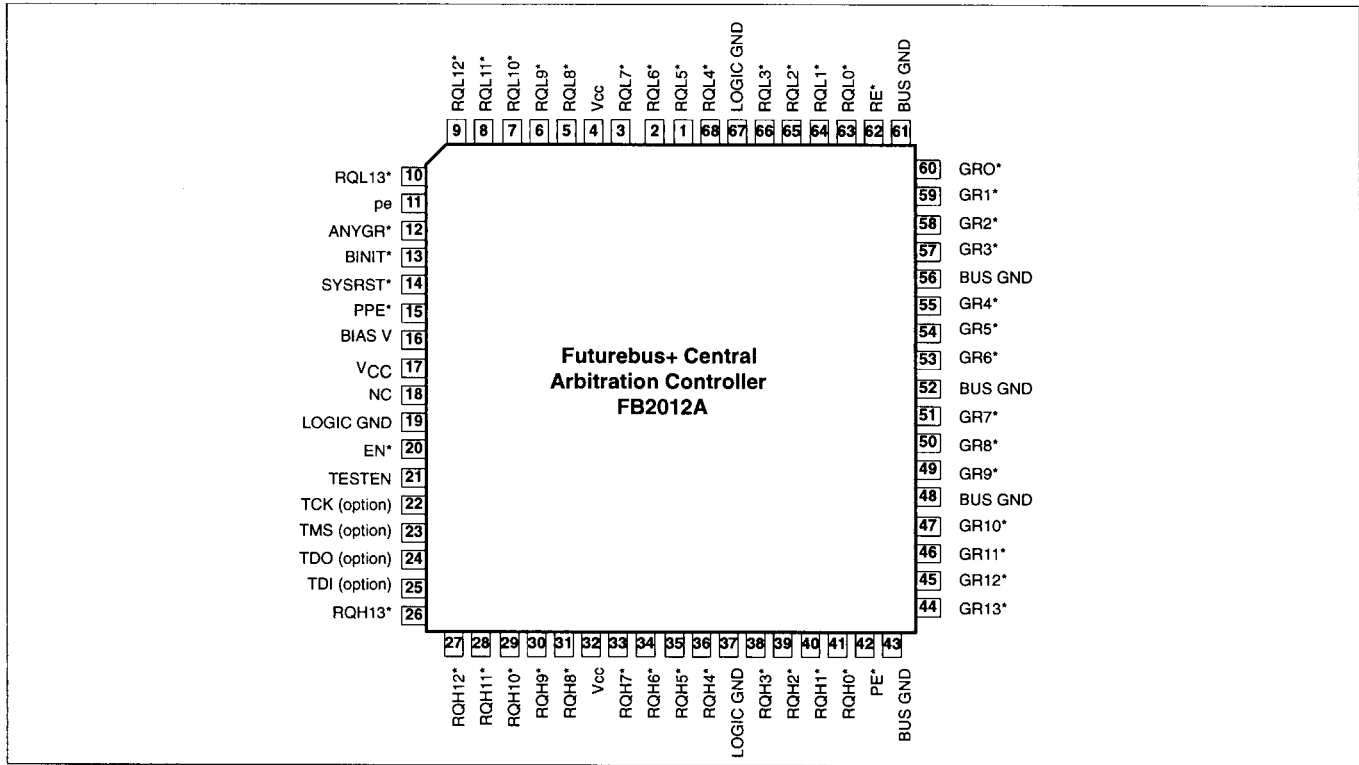 RQL12*
RQL11*
RQL10*
RQL9*
RQL8*
Vcc
RQL7*
RQL6*
RQL5*
RQL4*
LOGIC GND
RQL3*
RQL2*
RQL1*
RQL0*
RE*
BUS GND
9 8 7 6 5 4 3 2 1 68 67 66 65 64 63 62 61
RQL13* 10
pe 11
ANYGR* 12
BINIT* 13
SYSRST* 14
PPE* 15
BIAS V 16
VCC 17
NC 18
LOGIC GND 19
EN* 20
TESTEN 21
TCK (option) 22
TMS (option) 23
TDO (option) 24
TDI (option) 25
RQH13* 26
Futurebus+ Central
Arbitration Controller
FB2012A
60 GRO*
59 GR1*
58 GR2*
57 GR3*
56 BUS GND
55 GR4*
54 GR5*
53 GR6*
52 BUS GND
51 GR7*
50 GR8*
49 GR9*
48 BUS GND
47 GR10*
46 GR11*
45 GR12*
44 GR13*
27 28 29 30 31 32 33 34 35 36 37 38 39 40 41 42 43
RQH12*
RQH11*
RQH10*
RQH9*
RQH8*
Vcc
RQH7*
RQH6*
RQH5*
RQH4*
LOGIC GND
RQH3*
RQH2*
RQH1*
RQH0*
PE*
BUS GND